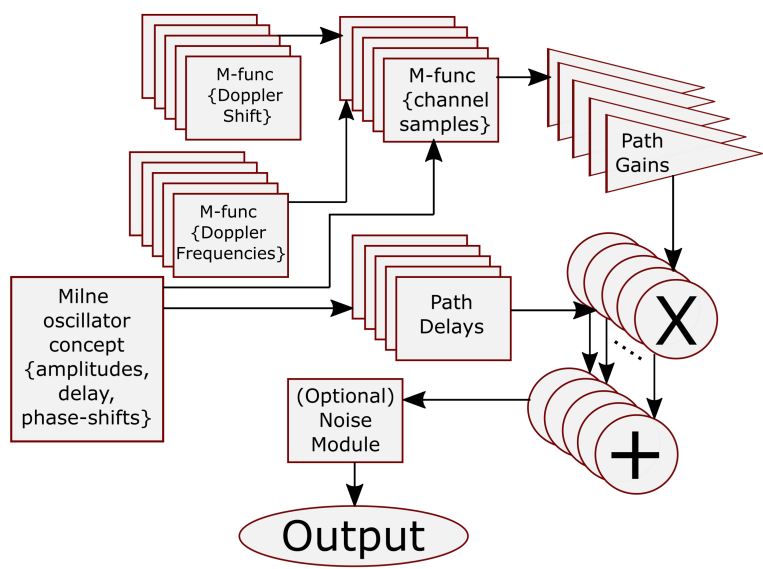 M-func
{Doppler
Shift}
M-func
{channel
samples}
Path
Gains
M-func
{Doppler
Frequencies}
Milne
oscillator
concept
{amplitudes,
delay,
phase-shifts}
Path
Delays
X
+
(Optional)
Noise
Module
Output